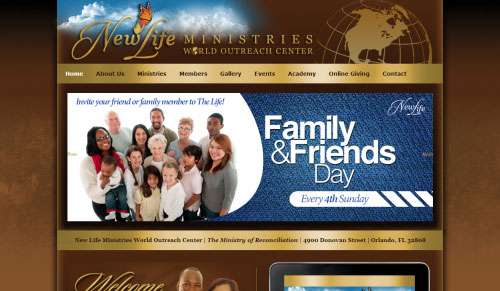 New Life MINISTRIES
WORLD OUTREACH CENTER
Home About Us Ministries Members Gallery Events Academy Online Giving Contact
Invite your friend or family member to The Life!
New Life
Family
&Friends
Day
Every 4th Sunday
New Life Ministries World Outreach Center | The Ministry of Reconciliation | 4900 Donovan Street | Orlando, FL 32808
Welcome